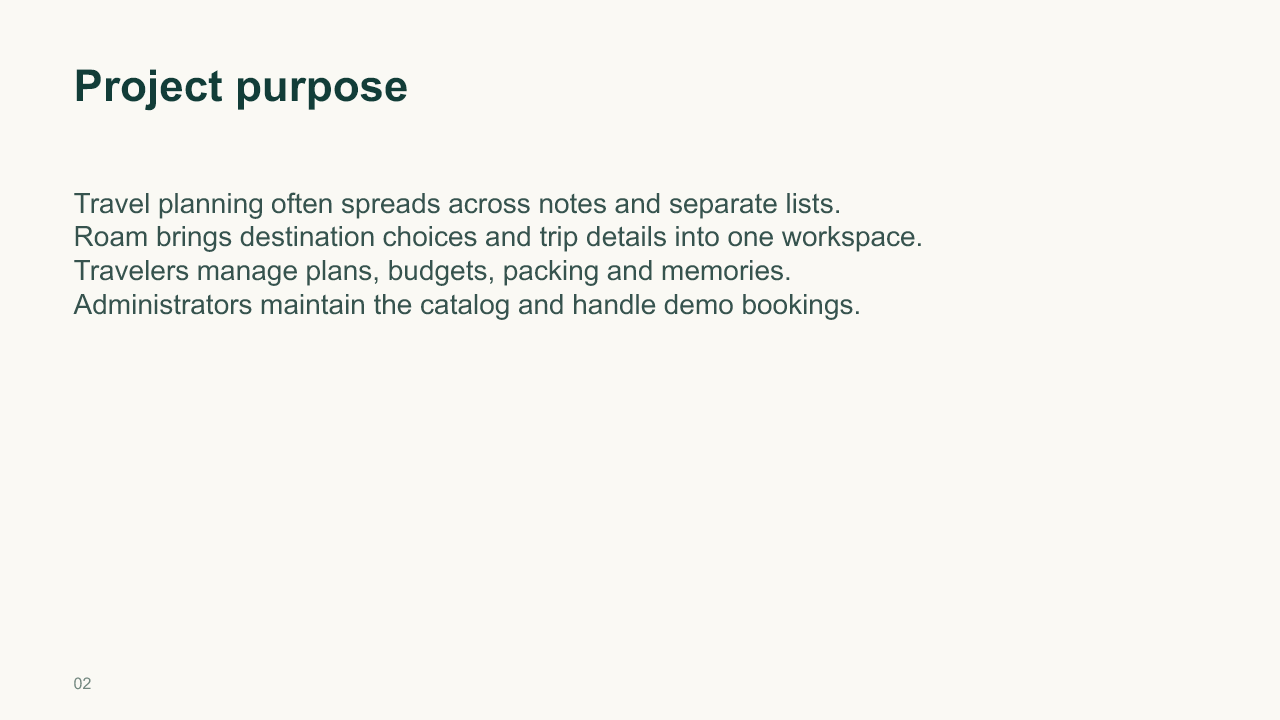 Project purpose
Travel planning often spreads across notes and separate lists.
Roam brings destination choices and trip details into one workspace.
Travelers manage plans, budgets, packing and memories.
Administrators maintain the catalog and handle demo bookings.
02